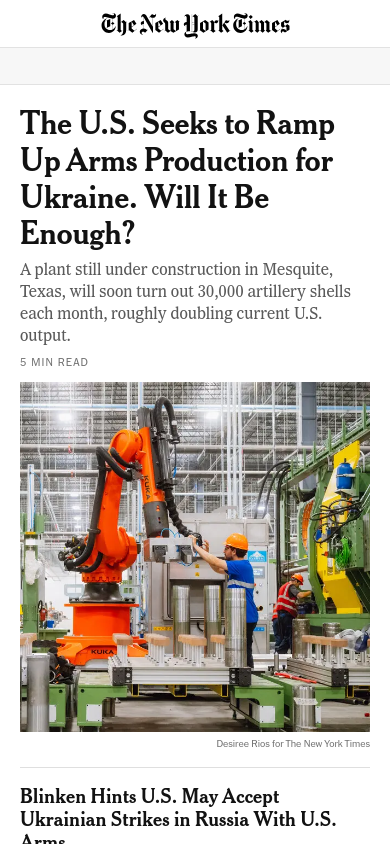 The New York Times
The U.S. Seeks to Ramp
Up Arms Production for
Ukraine. Will It Be
Enough?
A plant still under construction in Mesquite,
Texas, will soon turn out 30,000 artillery shells
each month, roughly doubling current U.S.
output.
5 MIN READ
KUKA
KUKA
Desiree Rios for The New York Times
Blinken Hints U.S. May Accept
Ukrainian Strikes in Russia With U.S.
Arms